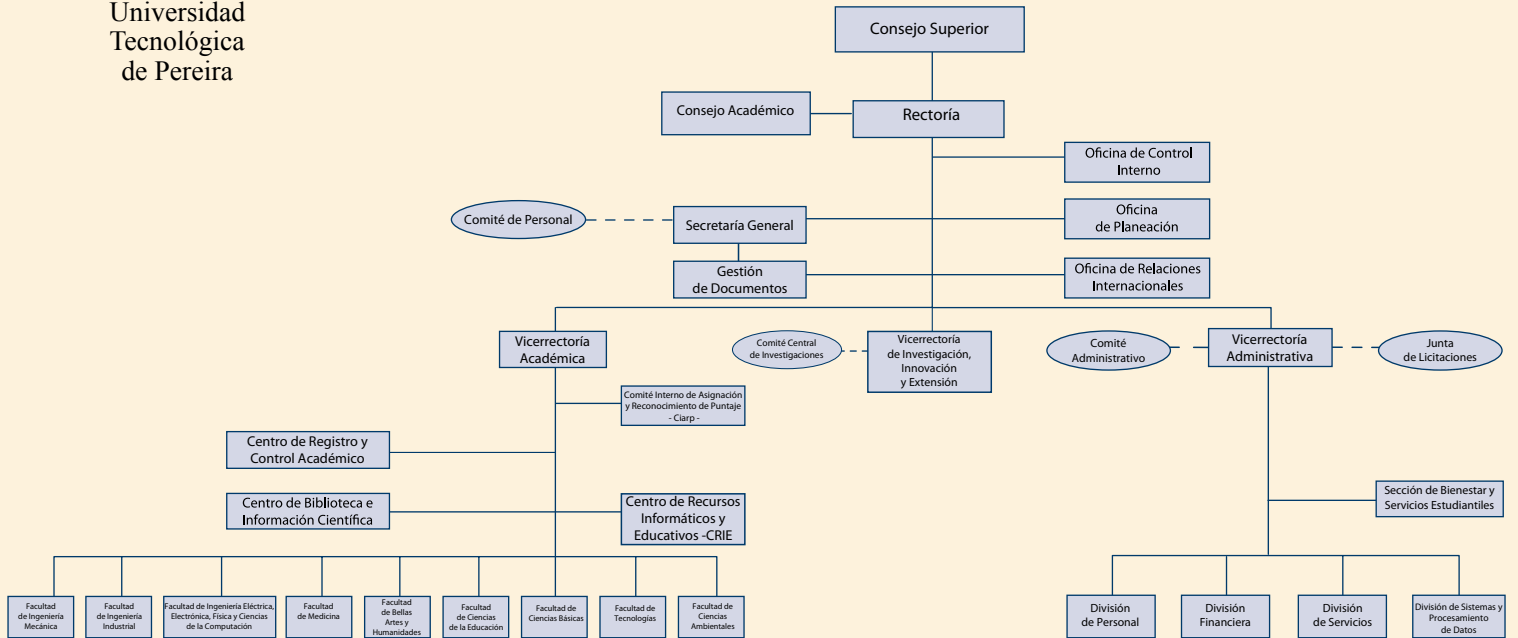 Universidad
Tecnológica
de Pereira
Consejo Superior
Consejo Académico
Rectoría
Oficina de Control
Interno
Comité de Personal
Secretaría General
Oficina
de Planeación
Gestión
de Documentos
Oficina de Relaciones
Internacionales
Vicerrectoría
Académica
Comité Central
de Investigaciones
Vicerrectoría
de Investigación,
Innovación
y Extensión
Comité
Administrativo
Vicerrectoría
Administrativa
Junta
de Licitaciones
Comité Interno de Asignación
y Reconocimiento de Puntaje
- Ciarp -
Centro de Registro y
Control Académico
Centro de Biblioteca e
Información Científica
Centro de Recursos
Informáticos y
Educativos -CRIE
Sección de Bienestar y
Servicios Estudiantiles
Facultad
de Ingeniería
Mecánica
Facultad
de Ingeniería
Industrial
Facultad de Ingeniería Eléctrica,
Electrónica, Física y Ciencias
de la Computación
Facultad
de Medicina
Facultad
de Bellas
Artes y
Humanidades
Facultad
de Ciencias
de la Educación
Facultad de
Ciencias Básicas
Facultad de
Tecnologías
Facultad de
Ciencias
Ambientales
División
de Personal
División
Financiera
División
de Servicios
División de Sistemas y
Procesamiento
de Datos